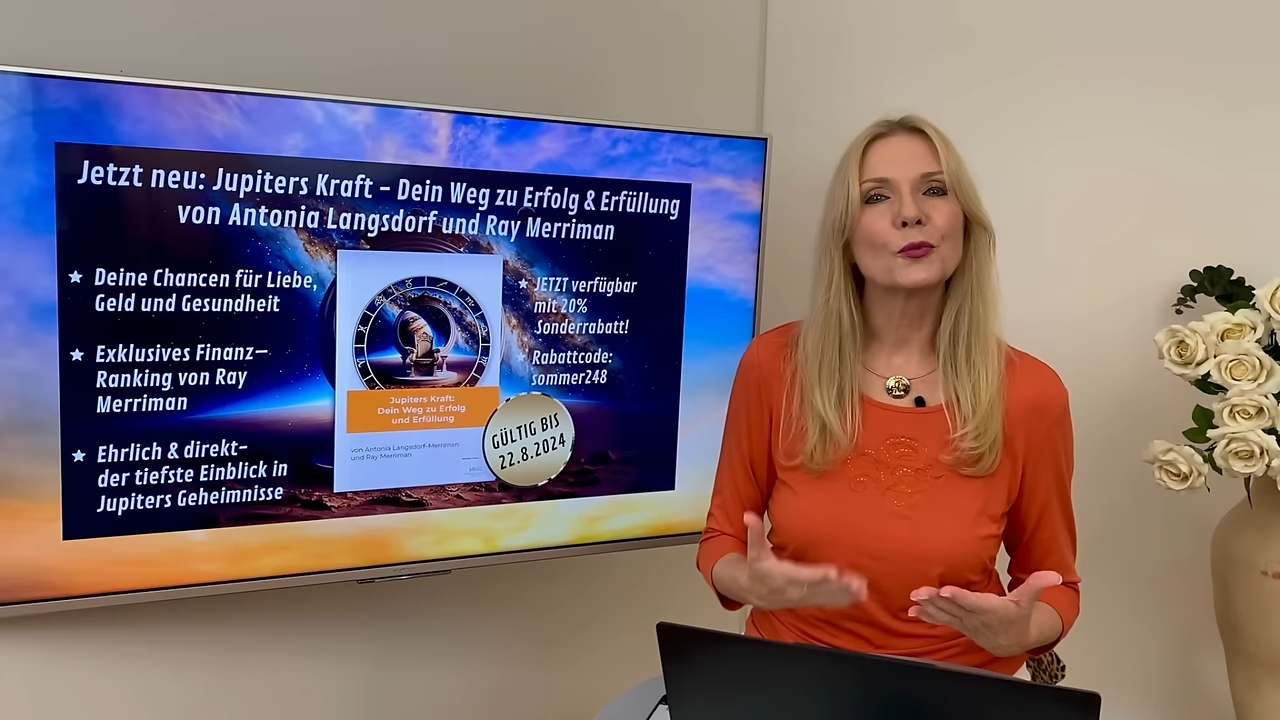 Jetzt neu: Jupiters Kraft – Dein Weg zu Erfolg & Erfüllung
von Antonia Langsdorf und Ray Merriman
Deine Chancen für Liebe,
Geld und Gesundheit
Exklusives Finanz–
Ranking von Ray
Merriman
Ehrlich & direkt–
der tiefste Einblick in
Jupiters Geheimnisse
Jupiters Kraft:
Dein Weg zu Erfolg
und Erfüllung
von Antonia Langsdorf-Merriman:
und Ray Merriman
JETZT verfügbar
mit 20%
Sonderrabatt!
Rabattcode:
sommer248
GÜLTIG BIS
22.8.2024